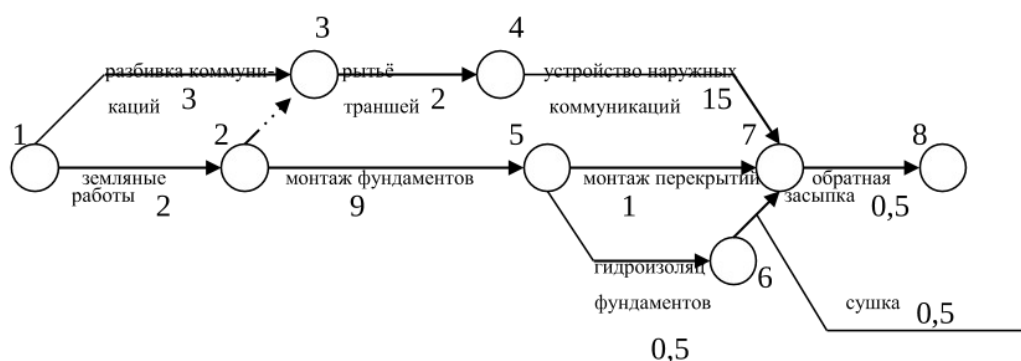 3
4
разбивка коммуни-
рытьё
устройство наружных
каций 3
траншей 2
коммуникаций 15
1
2
5
7
8
земляные
монтаж фундаментов
монтаж перекрытий
обратная
работы 2
9
1
засыпка 0,5
гидроизоляц
6
фундаментов
сушка 0,5
0,5